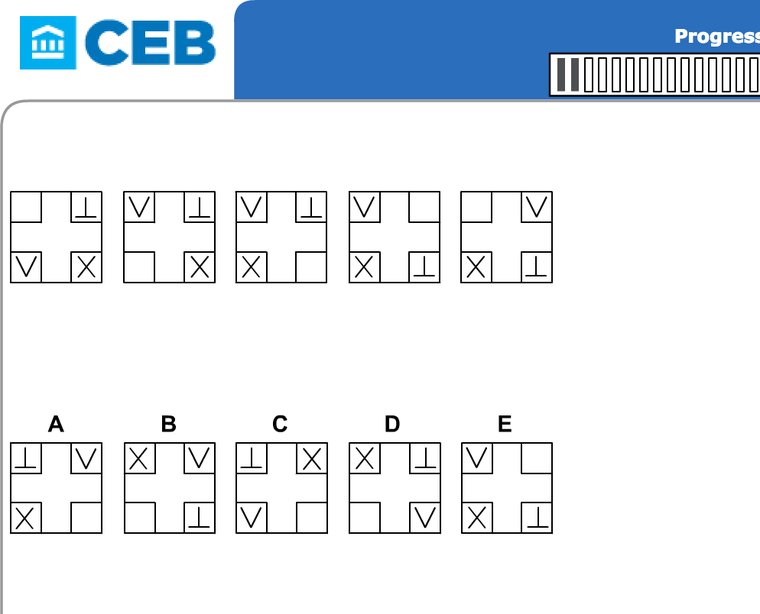 CEB
Progress
⊥ V ⊥ V ⊥ V V
V X X X X ⊥ X ⊥
A B C D E
⊥ V X V ⊥ X X ⊥ V
X ⊥ V V X ⊥